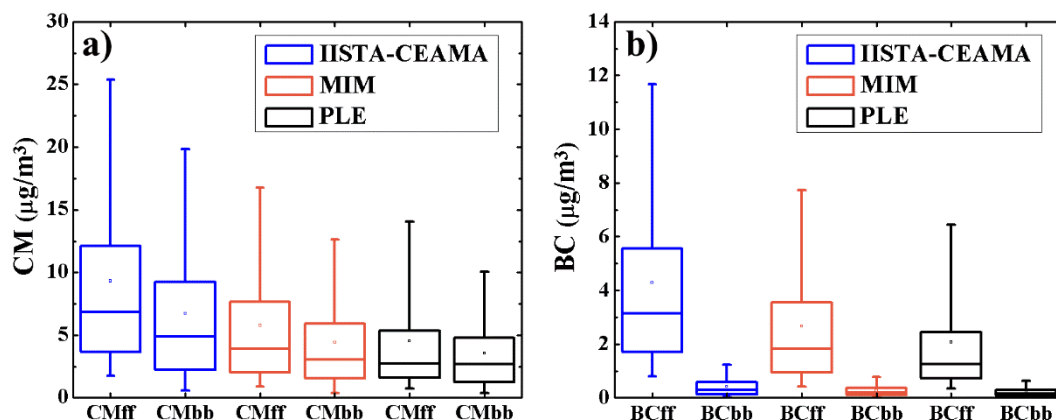 a)
IISTA-CEAMA
MIM
PLE
CM (µg/m³)
30
25
20
15
10
5
0
CMff CMbb CMff CMbb CMff CMbb
b)
IISTA-CEAMA
MIM
PLE
BC (µg/m³)
14
12
10
8
6
4
2
0
BCff BCbb BCff BCbb BCff BCbb